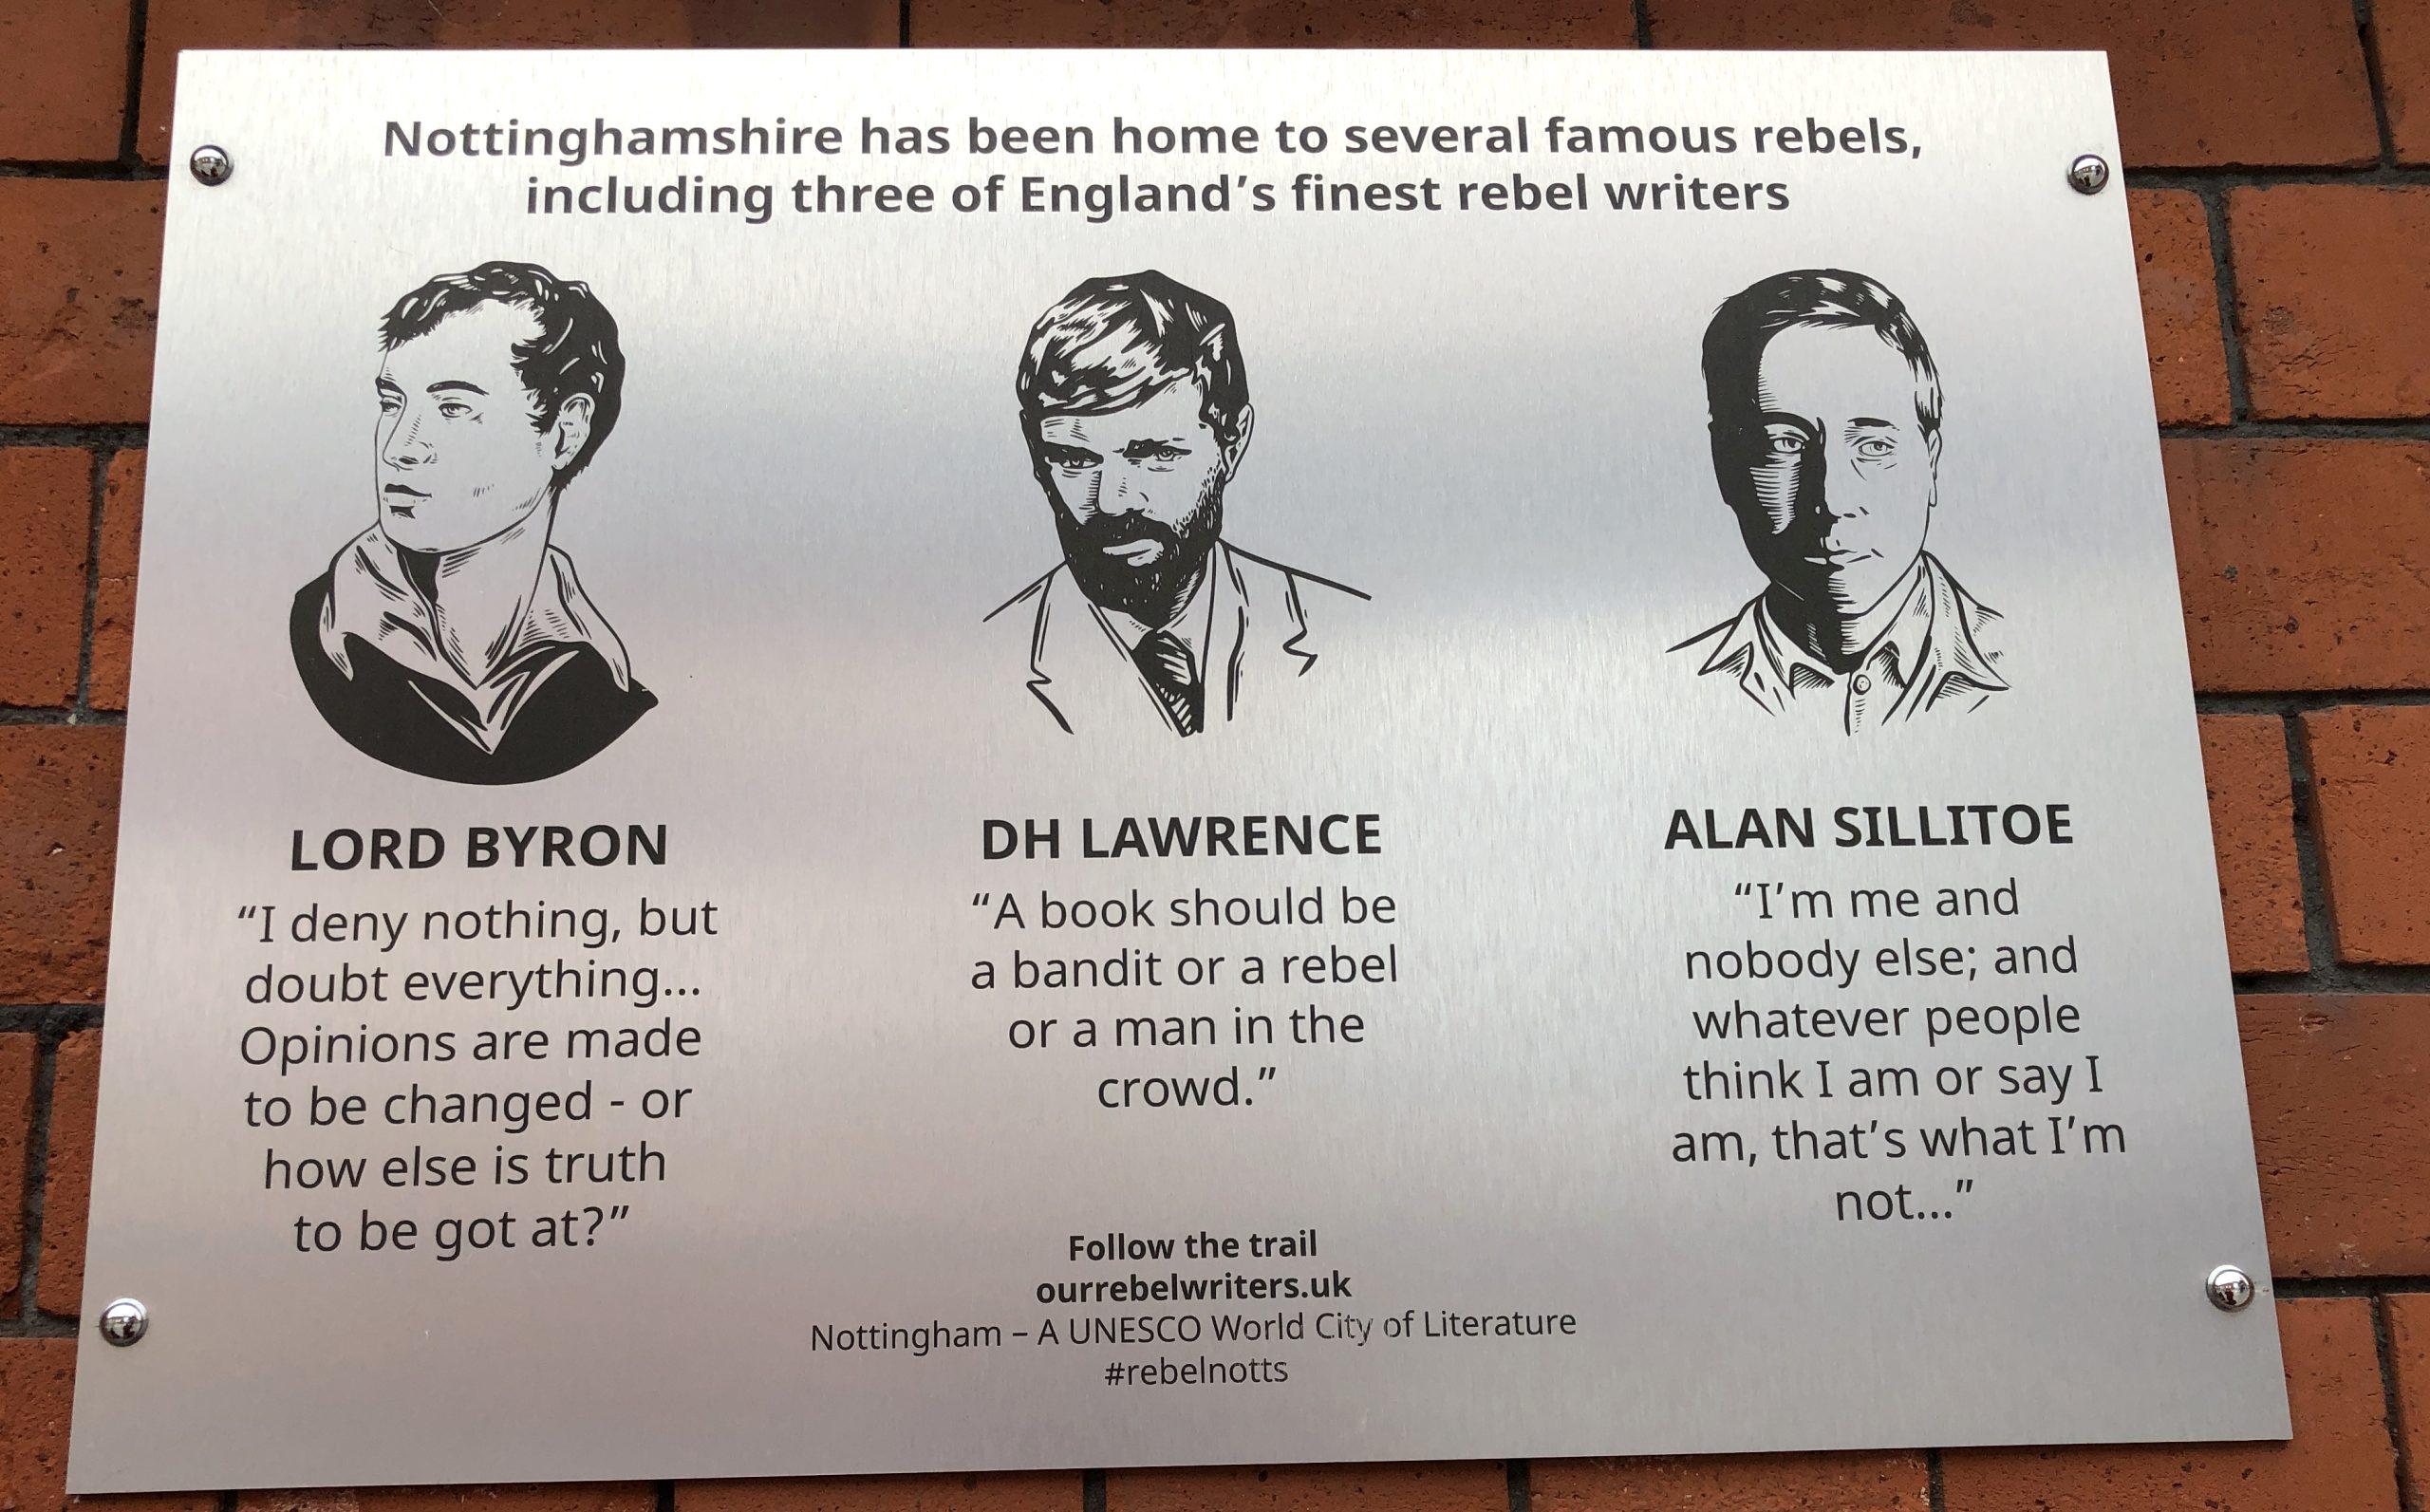 Nottinghamshire has been home to several famous rebels,
including three of England’s finest rebel writers
LORD BYRON
“I deny nothing, but
doubt everything...
Opinions are made
to be changed - or
how else is truth
to be got at?”
DH LAWRENCE
“A book should be
a bandit or a rebel
or a man in the
crowd.”
ALAN SILLITOE
“I’m me and
nobody else; and
whatever people
think I am or say I
am, that’s what I’m
not...”
Follow the trail
ourrebelwriters.uk
Nottingham – A UNESCO World City of Literature
#rebelnotts